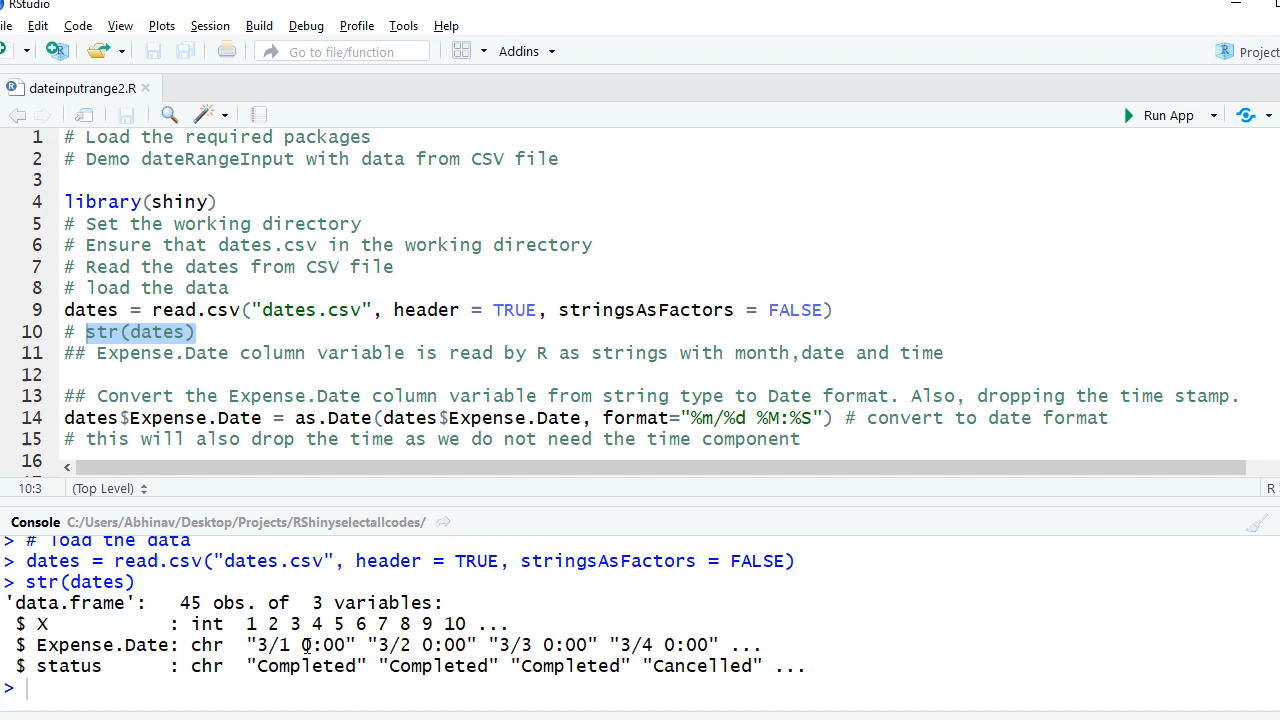 RStudio
ile Edit Code View Plots Session Build Debug Profile Tools Help
Go to file/function Addins Project
dateinputrange2.R
Run App
1 # Load the required packages
2 # Demo dateRangeInput with data from CSV file
3
4 library(shiny)
5 # Set the working directory
6 # Ensure that dates.csv in the working directory
7 # Read the dates from CSV file
8 # load the data
9 dates = read.csv("dates.csv", header = TRUE, stringsAsFactors = FALSE)
10 # str(dates)
11 ## Expense.Date column variable is read by R as strings with month,date and time
12
13 ## Convert the Expense.Date column variable from string type to Date format. Also, dropping the time stamp.
14 dates$Expense.Date = as.Date(dates$Expense.Date, format="%m/%d %M:%S") # convert to date format
15 # this will also drop the time as we do not need the time component
16
10:3 (Top Level) R
Console C:/Users/Abhinav/Desktop/Projects/RShinyselectallcodes/
> # load the data
> dates = read.csv("dates.csv", header = TRUE, stringsAsFactors = FALSE)
> str(dates)
'data.frame': 45 obs. of 3 variables:
$ X : int 1 2 3 4 5 6 7 8 9 10 ...
$ Expense.Date: chr "3/1 0:00" "3/2 0:00" "3/3 0:00" "3/4 0:00" ...
$ status : chr "Completed" "Completed" "Completed" "Cancelled" ...
>